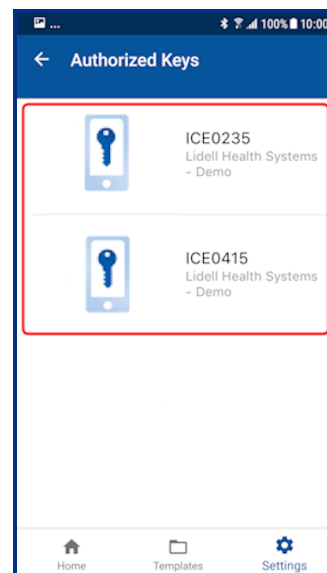 ... 100% 10:00
Authorized Keys
ICE0235
Lidell Health Systems
- Demo
ICE0415
Lidell Health Systems
- Demo
Home Templates Settings